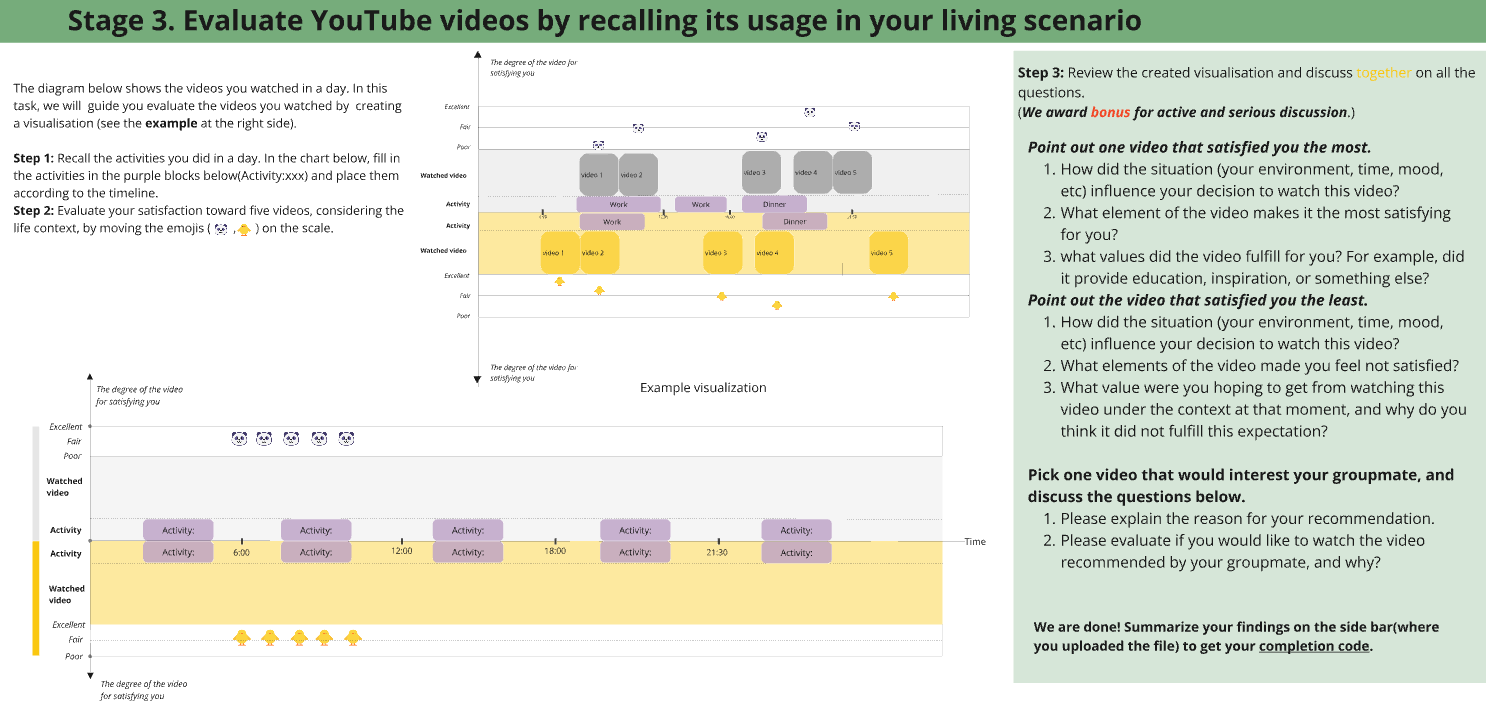 Stage 3. Evaluate YouTube videos by recalling its usage in your living scenario
The diagram below shows the videos you watched in a day. In this
task, we will guide you evaluate the videos you watched by creating
a visualisation (see the example at the right side).
Step 1: Recall the activities you did in a day. In the chart below, fill in
the activities in the purple blocks below(Activity:xxx) and place them
according to the timeline.
Step 2: Evaluate your satisfaction toward five videos, considering the
life context, by moving the emojis ( , ) on the scale.
The degree of the video for
satisfying you
Excellent
Fair
Poor
Watched video
video 1
video 2
video 3
video 4
video 5
Activity
Work
Work
Dinner
Activity
Work
Dinner
Watched video
video 1
video 2
video 3
video 4
video 5
Excellent
Fair
Poor
The degree of the video for
satisfying you
Example visualization
The degree of the video
for satisfying you
Excellent
Fair
Poor
Watched
video
Activity
Activity:
Activity:
Activity:
Activity:
Activity:
Time
Activity
Activity:
6:00
Activity:
12:00
Activity:
18:00
Activity:
21:30
Activity:
Watched
video
Excellent
Fair
Poor
The degree of the video
for satisfying you
Step 3: Review the created visualisation and discuss together on all the
questions.
(We award bonus for active and serious discussion.)
Point out one video that satisfied you the most.
1. How did the situation (your environment, time, mood,
etc) influence your decision to watch this video?
2. What element of the video makes it the most satisfying
for you?
3. what values did the video fulfill for you? For example, did
it provide education, inspiration, or something else?
Point out the video that satisfied you the least.
1. How did the situation (your environment, time, mood,
etc) influence your decision to watch this video?
2. What elements of the video made you feel not satisfied?
3. What value were you hoping to get from watching this
video under the context at that moment, and why do you
think it did not fulfill this expectation?
Pick one video that would interest your groupmate, and
discuss the questions below.
1. Please explain the reason for your recommendation.
2. Please evaluate if you would like to watch the video
recommended by your groupmate, and why?
We are done! Summarize your findings on the side bar(where
you uploaded the file) to get your completion code.